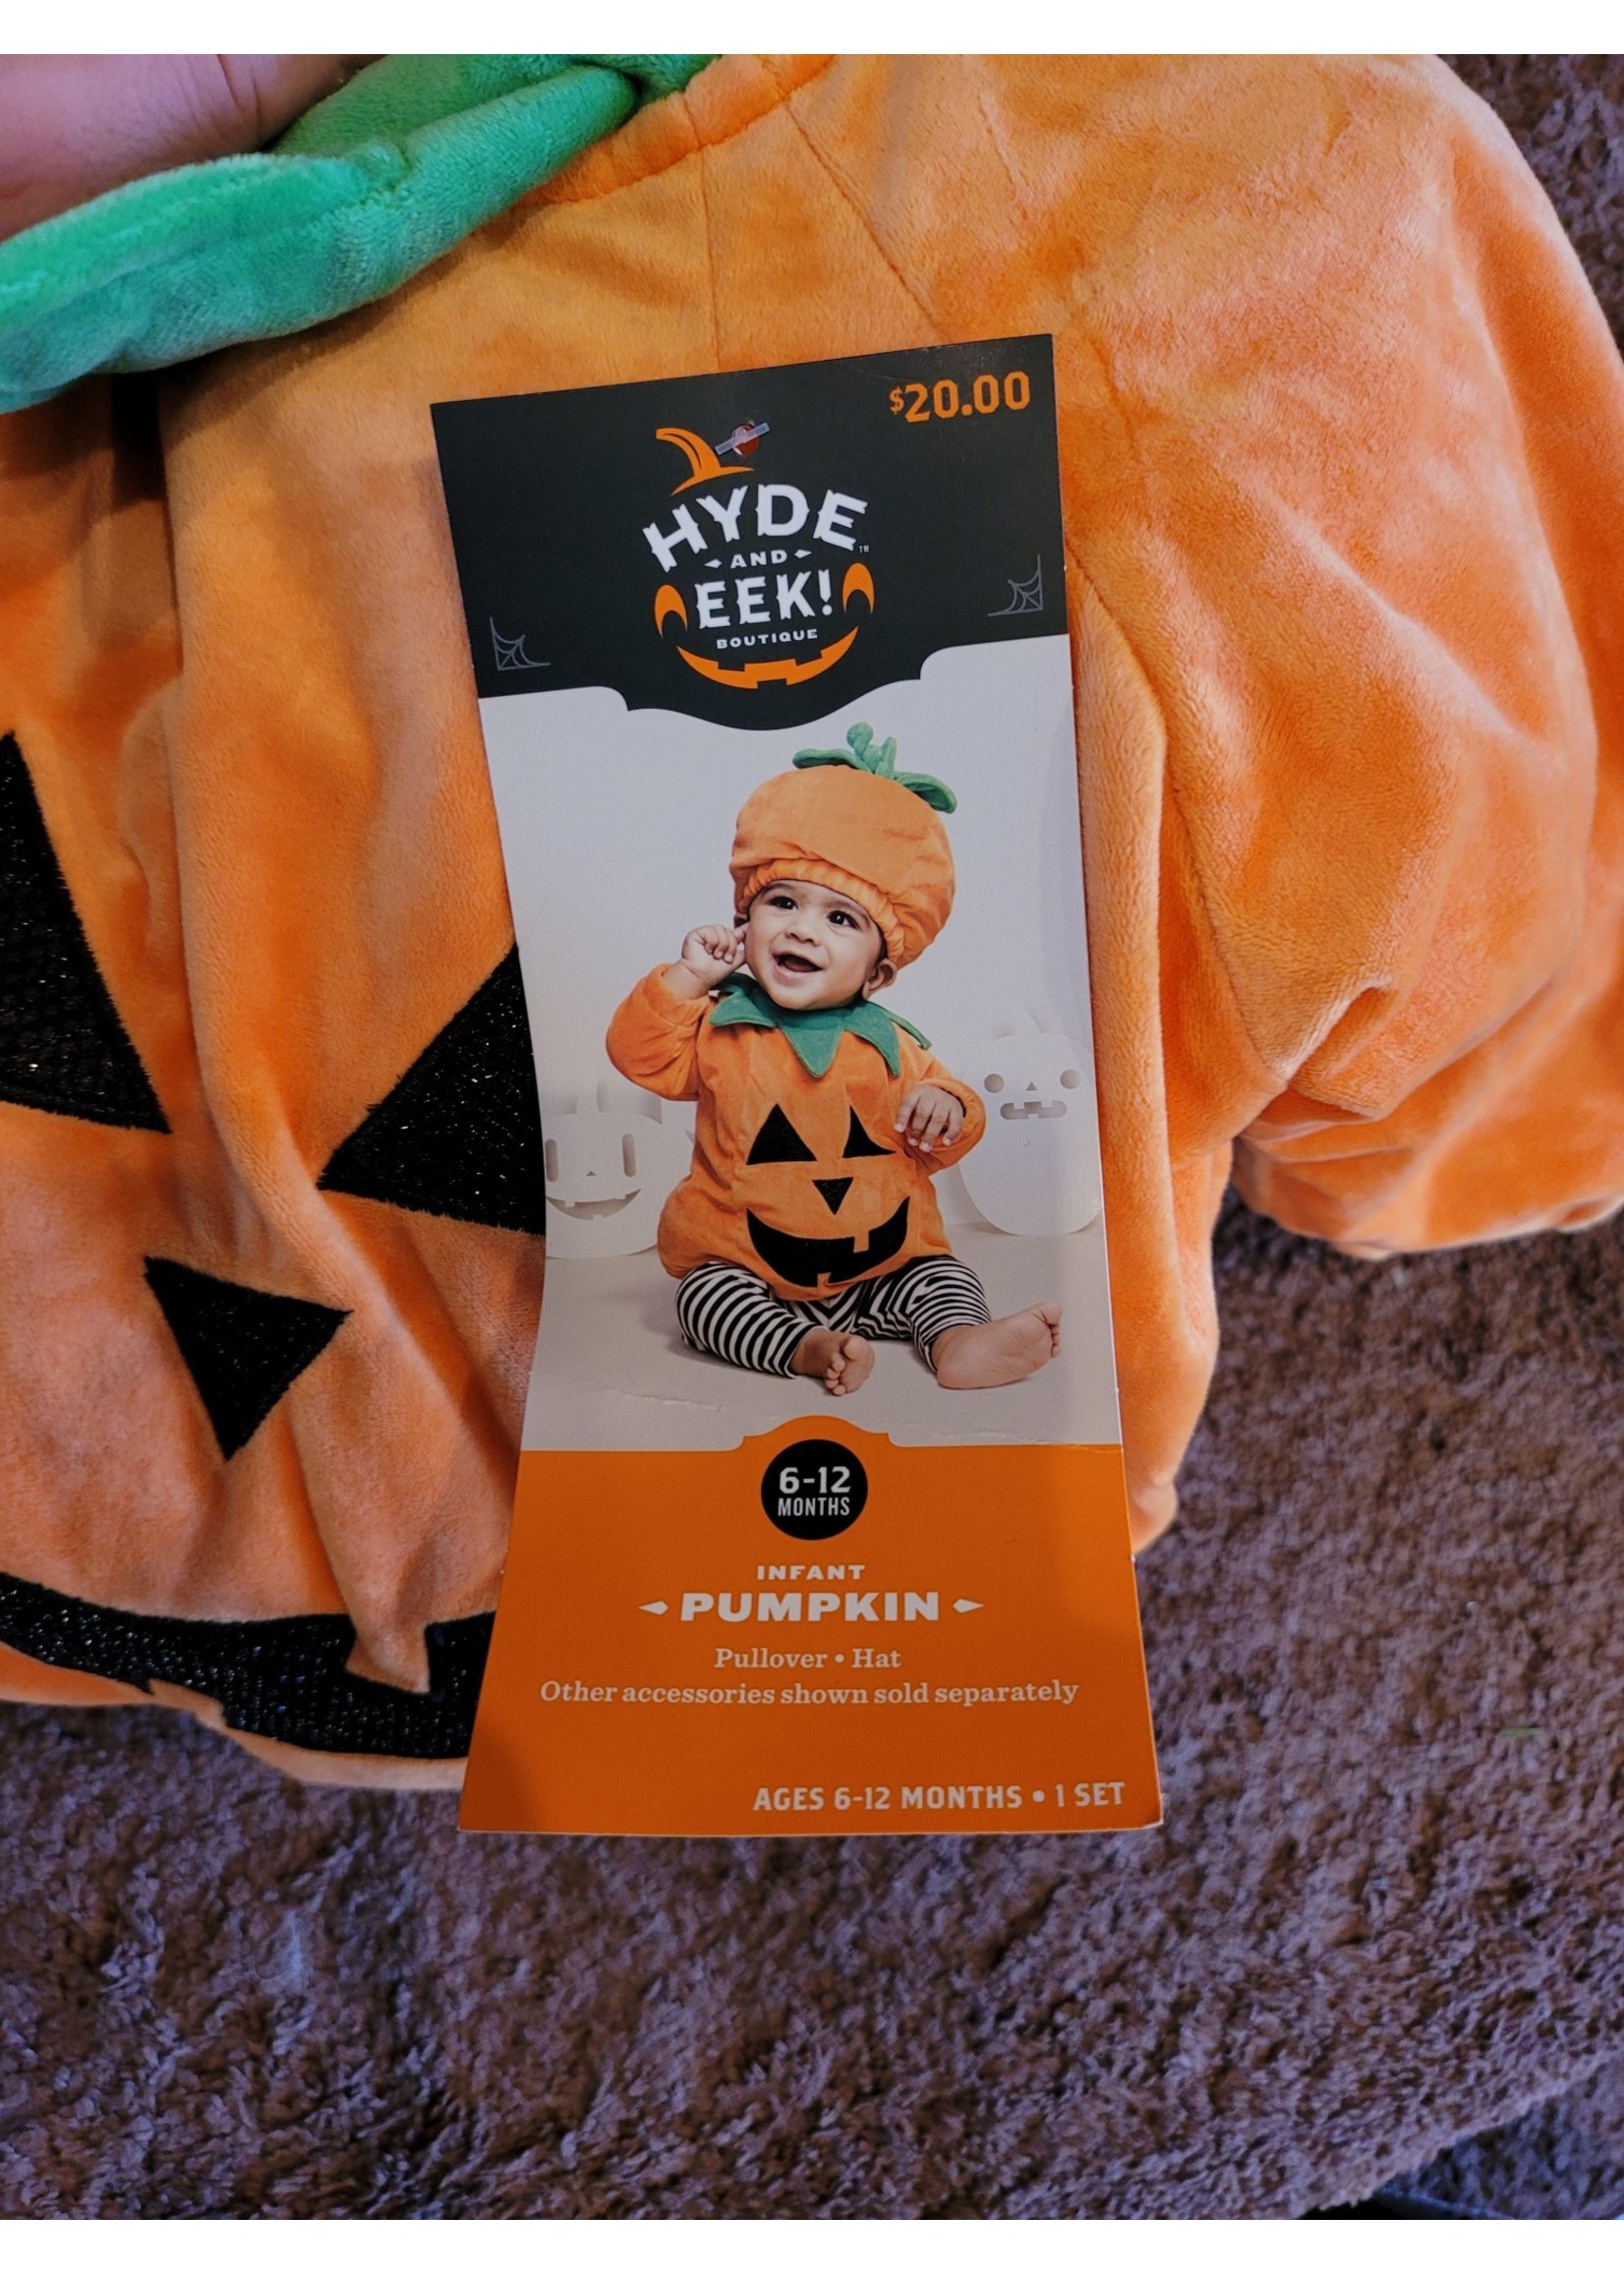 $20.00
HYDE
AND
EEK!
BOUTIQUE
6-12
MONTHS
INFANT
PUMPKIN
Pullover • Hat
Other accessories shown sold separately
AGES 6-12 MONTHS • 1 SET